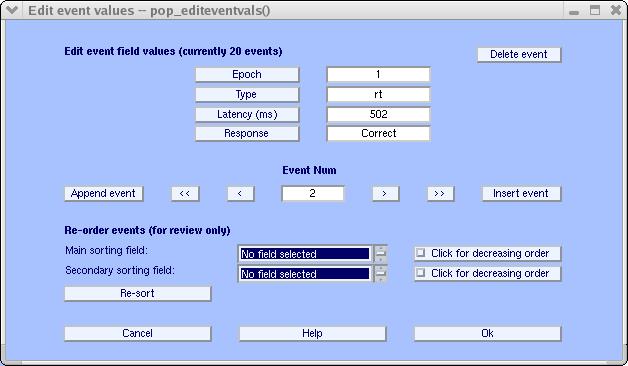 Edit event values -- pop_editeventvals()
Edit event field values (currently 20 events)
Delete event
Epoch 1
Type rt
Latency (ms) 502
Response Correct
Event Num
Append event << < 2 > >> Insert event
Re-order events (for review only)
Main sorting field: No field selected Click for decreasing order
Secondary sorting field: No field selected Click for decreasing order
Re-sort
Cancel Help Ok